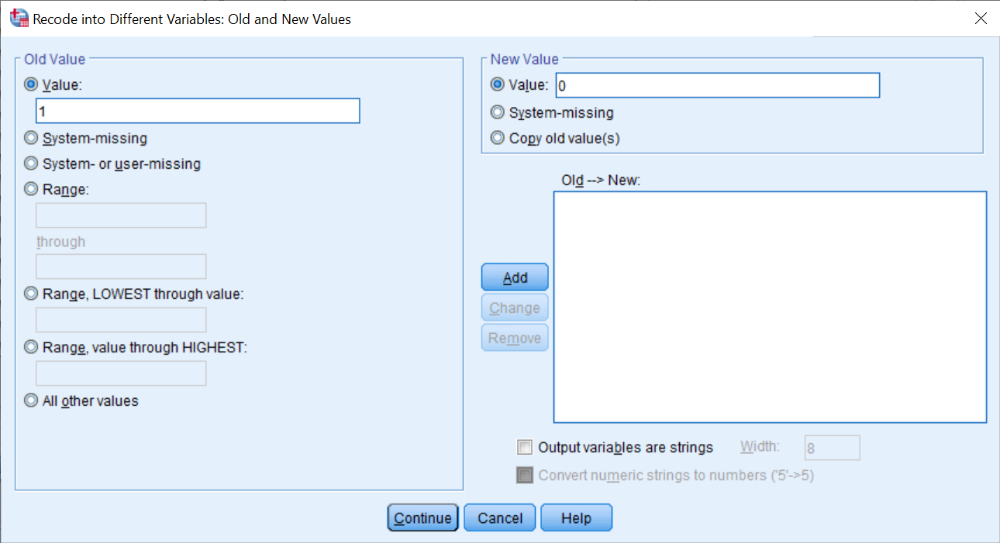 Recode into Different Variables: Old and New Values
Old Value
Value:
1
System-missing
System- or user-missing
Range:
through
Range, LOWEST through value:
Range, value through HIGHEST:
All other values
New Value
Value: 0
System-missing
Copy old value(s)
Old --> New:
Add
Change
Remove
Output variables are strings Width: 8
Convert numeric strings to numbers ('5'->5)
Continue Cancel Help